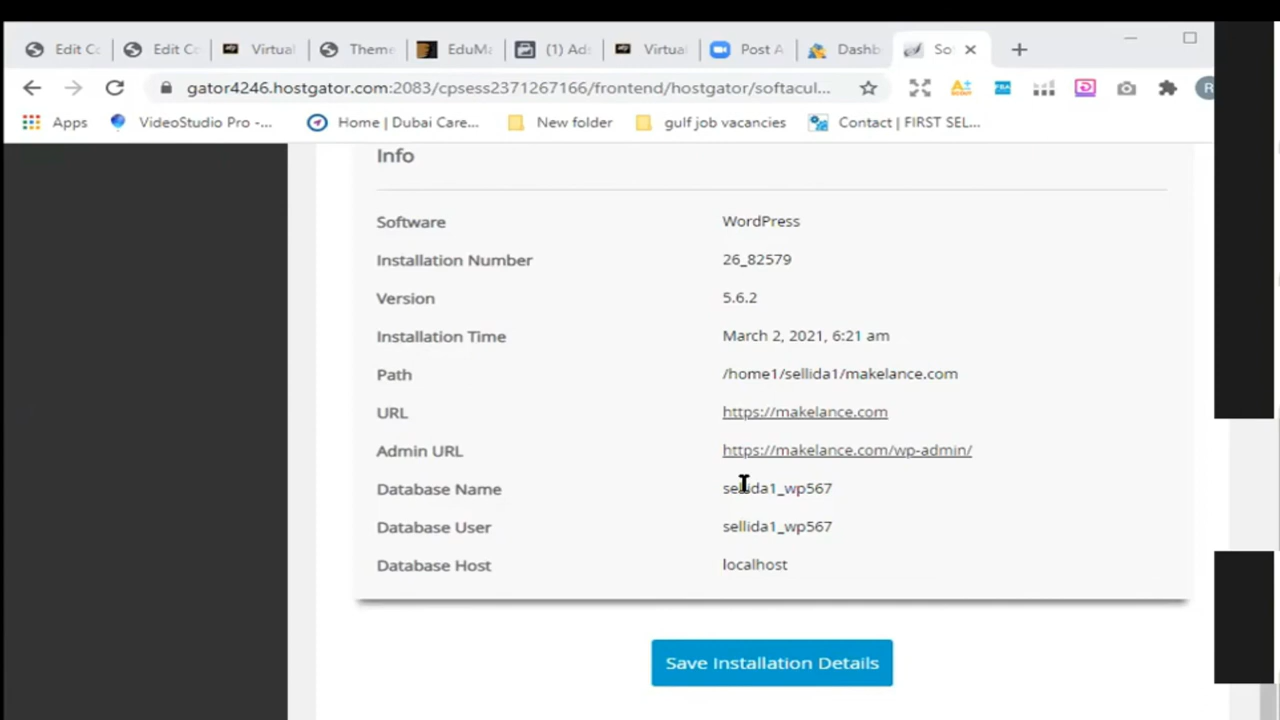 Edit Co
Edit Co
Virtual
Theme
EduMa
(1) Ad
Virtual
Post A
Dashb
So
gator4246.hostgator.com:2083/cpsess2371267166/frontend/hostgator/softacul...
R
Apps
VideoStudio Pro -...
Home | Dubai Care...
New folder
gulf job vacancies
Contact | FIRST SEL...
Info
Software WordPress
Installation Number 26_82579
Version 5.6.2
Installation Time March 2, 2021, 6:21 am
Path /home1/sellida1/makelance.com
URL https://makelance.com
Admin URL https://makelance.com/wp-admin/
Database Name sellida1_wp567
Database User sellida1_wp567
Database Host localhost
Save Installation Details